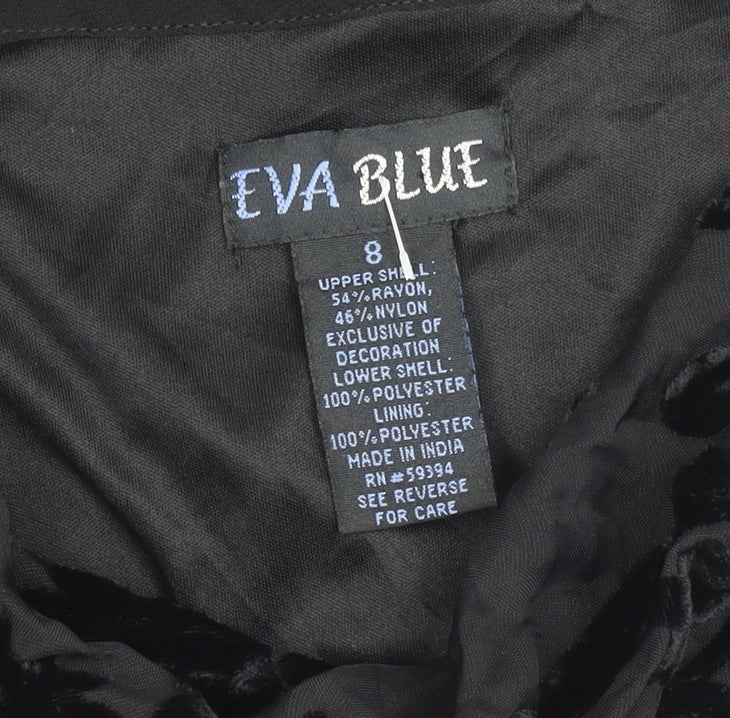 EVA BLUE
8
UPPER SHELL:
54% RAYON,
46% NYLON
EXCLUSIVE OF
DECORATION
LOWER SHELL:
100% POLYESTER
LINING:
100% POLYESTER
MADE IN INDIA
RN #59394
SEE REVERSE
FOR CARE